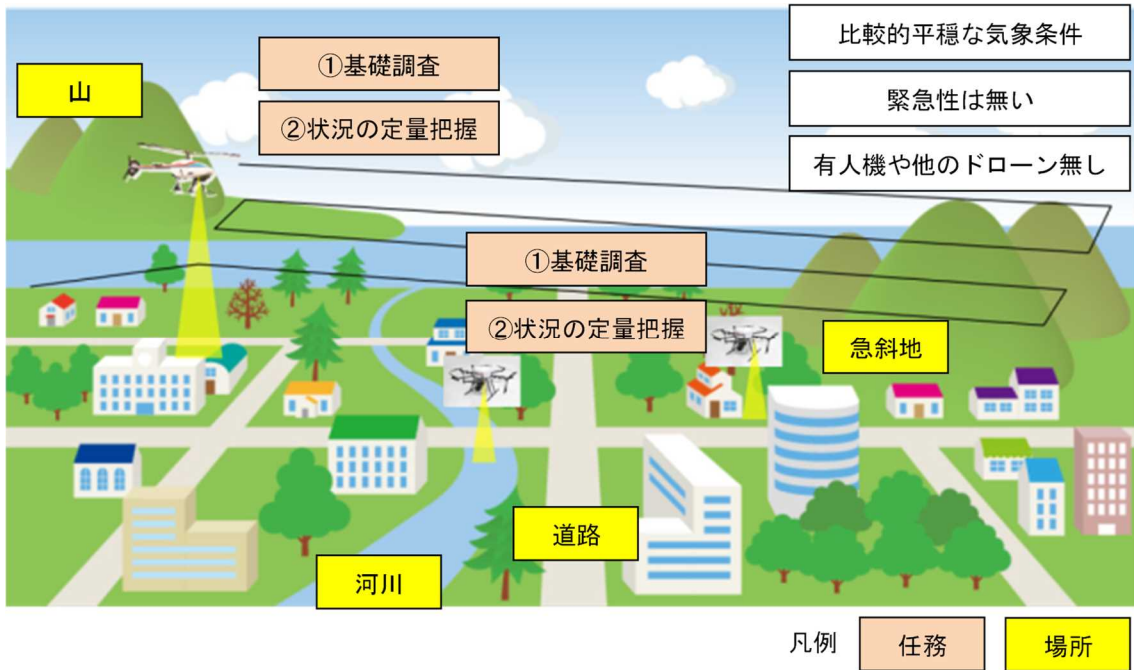 比較的平穏な気象条件
①基礎調査
山
緊急性は無い
②状況の定量把握
有人機や他のドローン無し
①基礎調査
②状況の定量把握
急斜地
道路
河川
凡例
任務
場所